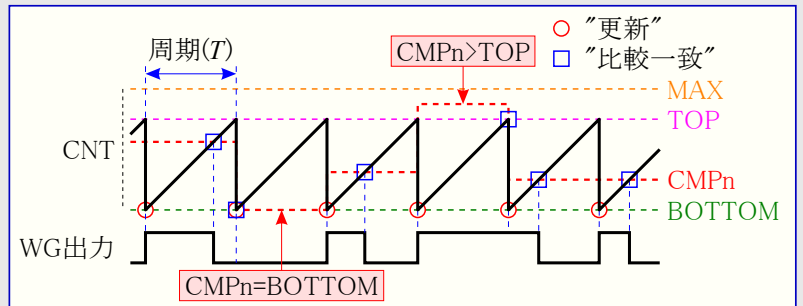 周期(T)
CMPn>TOP
"更新"
"比較一致"
MAX
TOP
CNT
CMPn
BOTTOM
WG出力
CMPn=BOTTOM